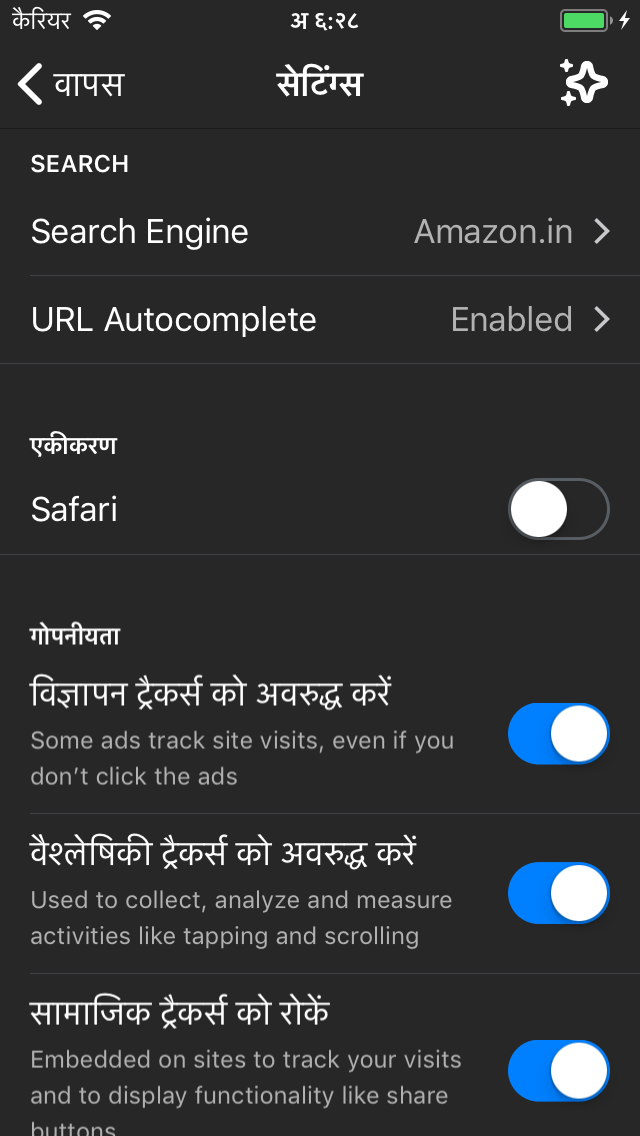 कैरियर
अ ६:२८
वापस
सेटिंग्स
SEARCH
Search Engine
Amazon.in
URL Autocomplete
Enabled
एकीकरण
Safari
गोपनीयता
विज्ञापन ट्रैकर्स को अवरुद्ध करें
Some ads track site visits, even if you
don’t click the ads
वैश्लेषिकी ट्रैकर्स को अवरुद्ध करें
Used to collect, analyze and measure
activities like tapping and scrolling
सामाजिक ट्रैकर्स को रोकें
Embedded on sites to track your visits
and to display functionality like share
buttons